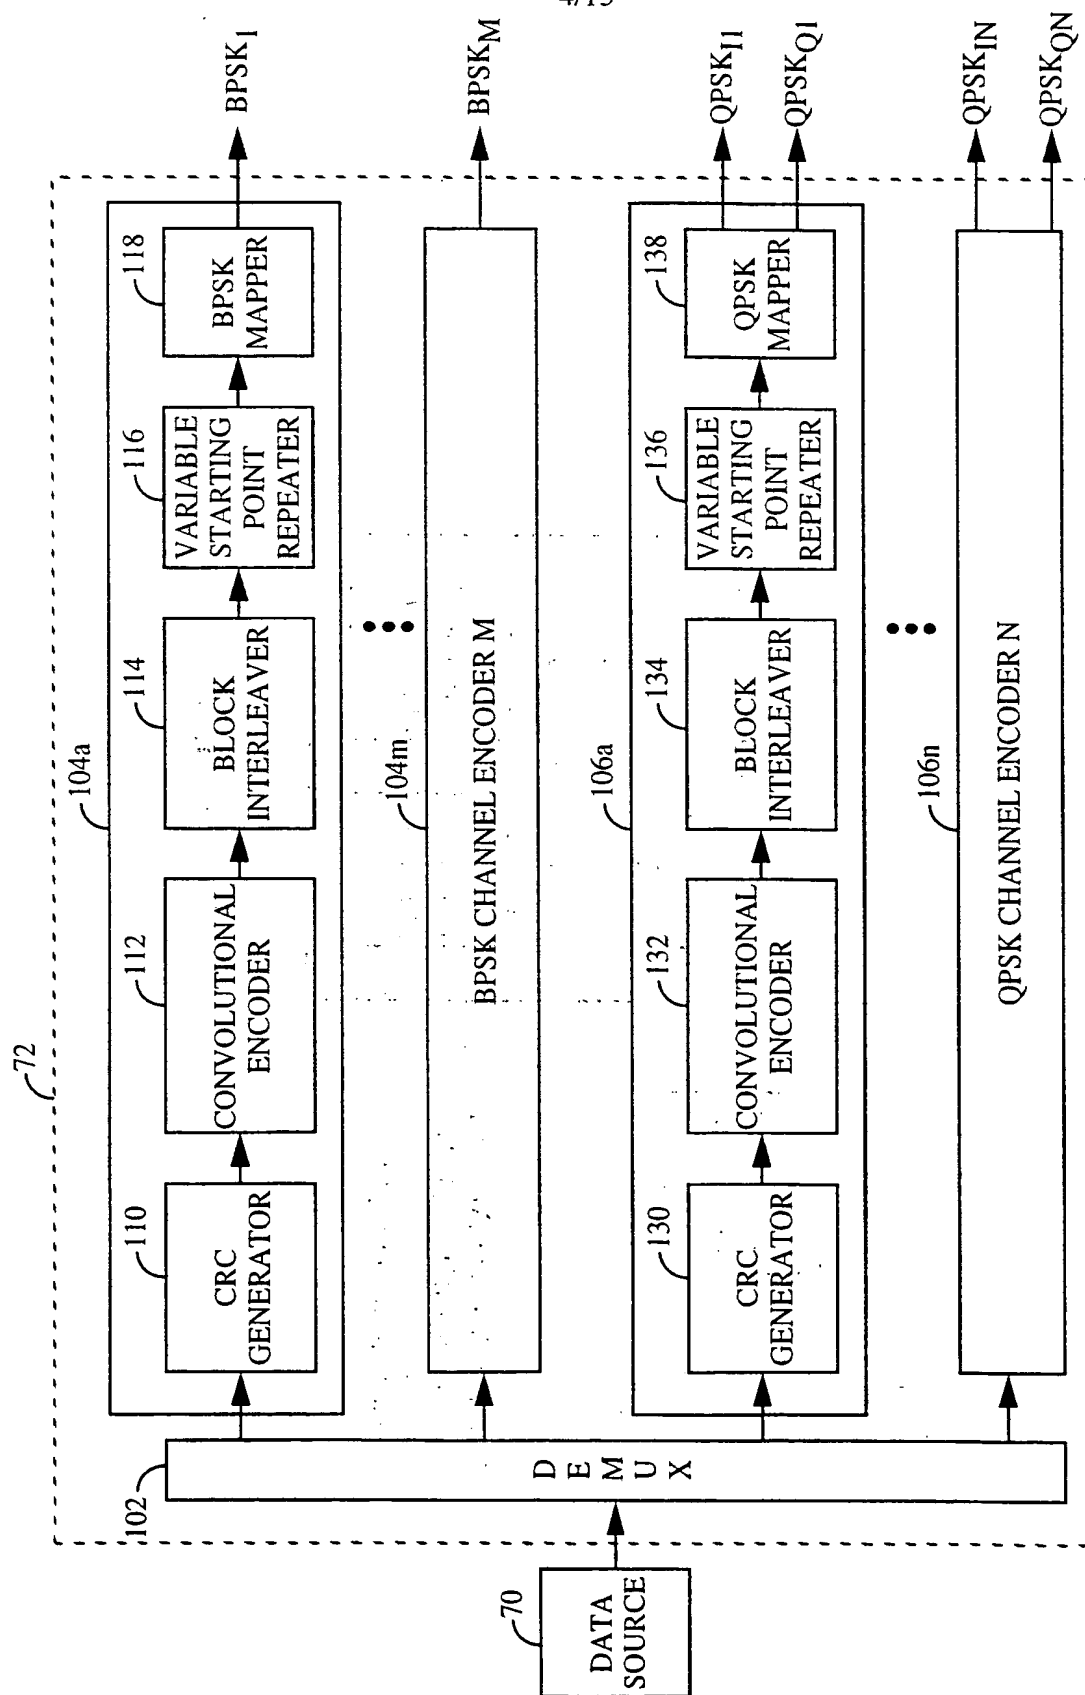 4/15
72
70
DATA
SOURCE
102
D
E
M
U
X
104a
110
CRC
GENERATOR
112
CONVOLUTIONAL
ENCODER
114
BLOCK
INTERLEAVER
116
VARIABLE
STARTING
POINT
REPEATER
118
BPSK
MAPPER
BPSK1
104m
BPSK CHANNEL ENCODER M
BPSKM
106a
130
CRC
GENERATOR
132
CONVOLUTIONAL
ENCODER
134
BLOCK
INTERLEAVER
136
VARIABLE
STARTING
POINT
REPEATER
138
QPSK
MAPPER
QPSKI1
QPSKQ1
106n
QPSK CHANNEL ENCODER N
QPSKIN
QPSKQN